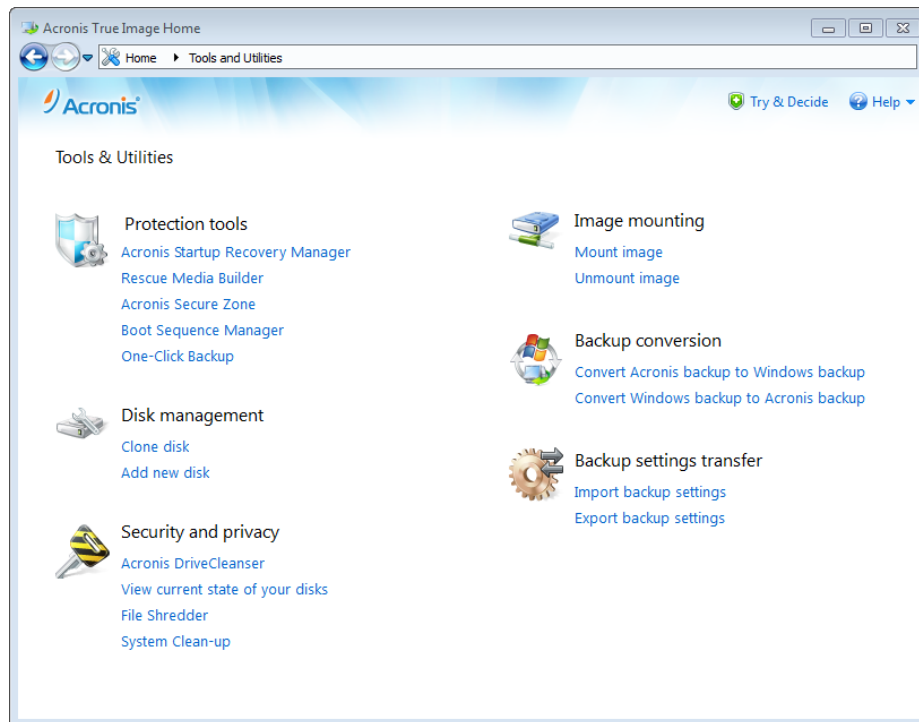 Acronis True Image Home
Home ▸ Tools and Utilities
Acronis
Try & Decide Help
Tools & Utilities
Protection tools
Acronis Startup Recovery Manager
Rescue Media Builder
Acronis Secure Zone
Boot Sequence Manager
One-Click Backup
Disk management
Clone disk
Add new disk
Security and privacy
Acronis DriveCleanser
View current state of your disks
File Shredder
System Clean-up
Image mounting
Mount image
Unmount image
Backup conversion
Convert Acronis backup to Windows backup
Convert Windows backup to Acronis backup
Backup settings transfer
Import backup settings
Export backup settings